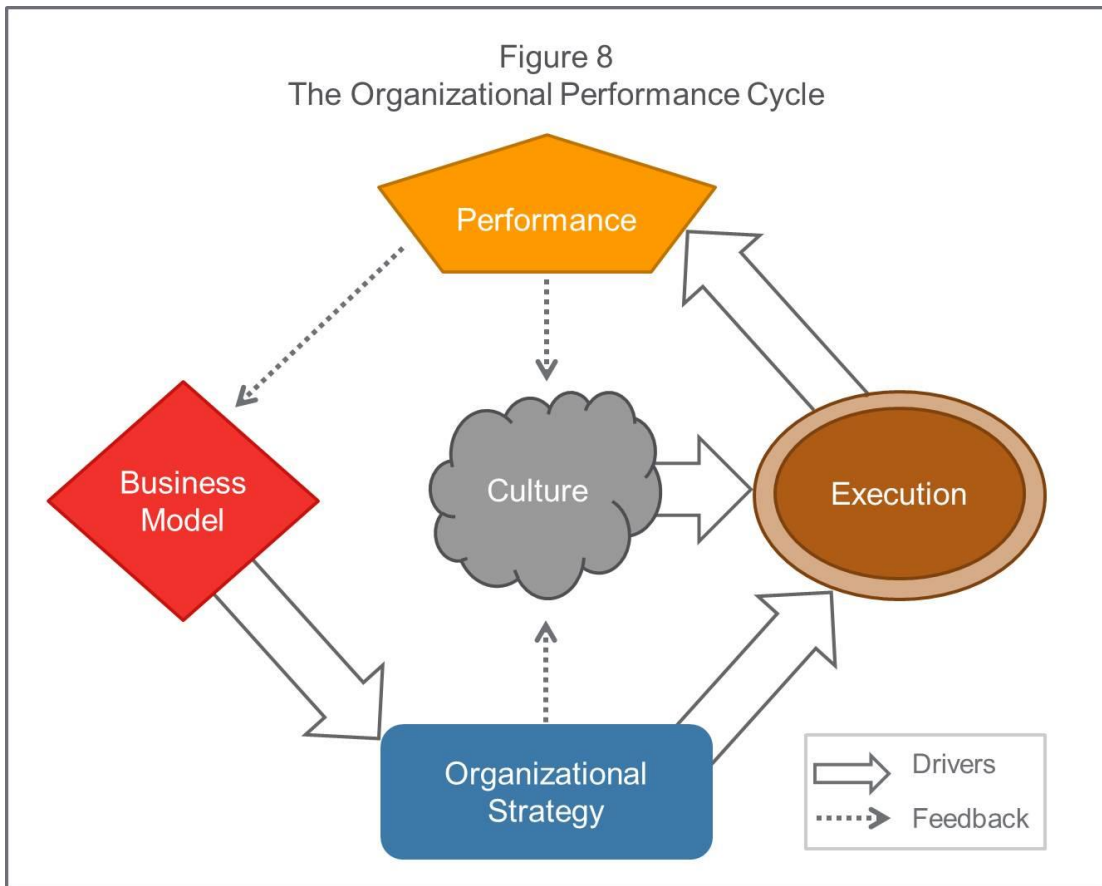 Figure 8
The Organizational Performance Cycle
Performance
Business
Model
Culture
Execution
Organizational
Strategy
Drivers
Feedback